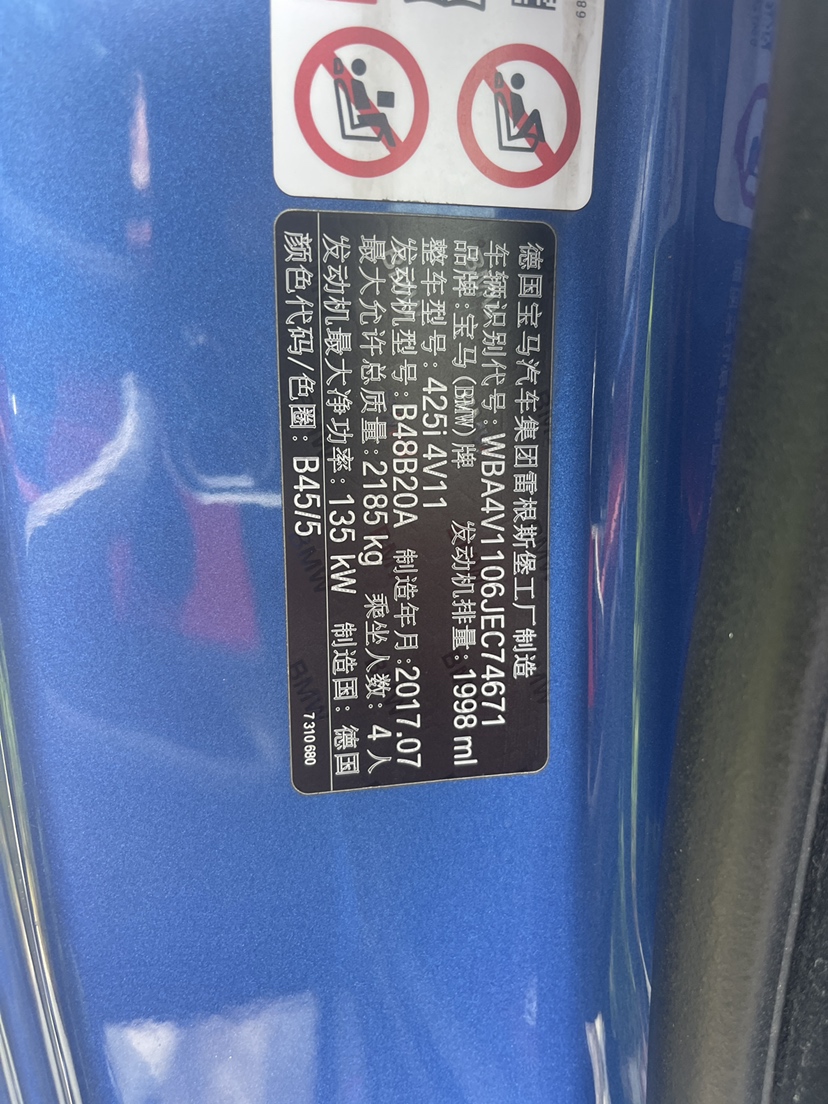 德国宝马汽车集团雷根斯堡工厂制造
车辆识别代号:WBA4V1106JEC74671
品牌:宝马(BMW)牌 发动机排量:1998 ml
整车型号:425i 4V11
发动机型号:B48B20A 制造年月:2017.07
最大允许总质量:2185 kg 乘坐人数:4人
发动机最大净功率:135 kW 制造国:德国
颜色代码/色圈:B45/5
7 310 680